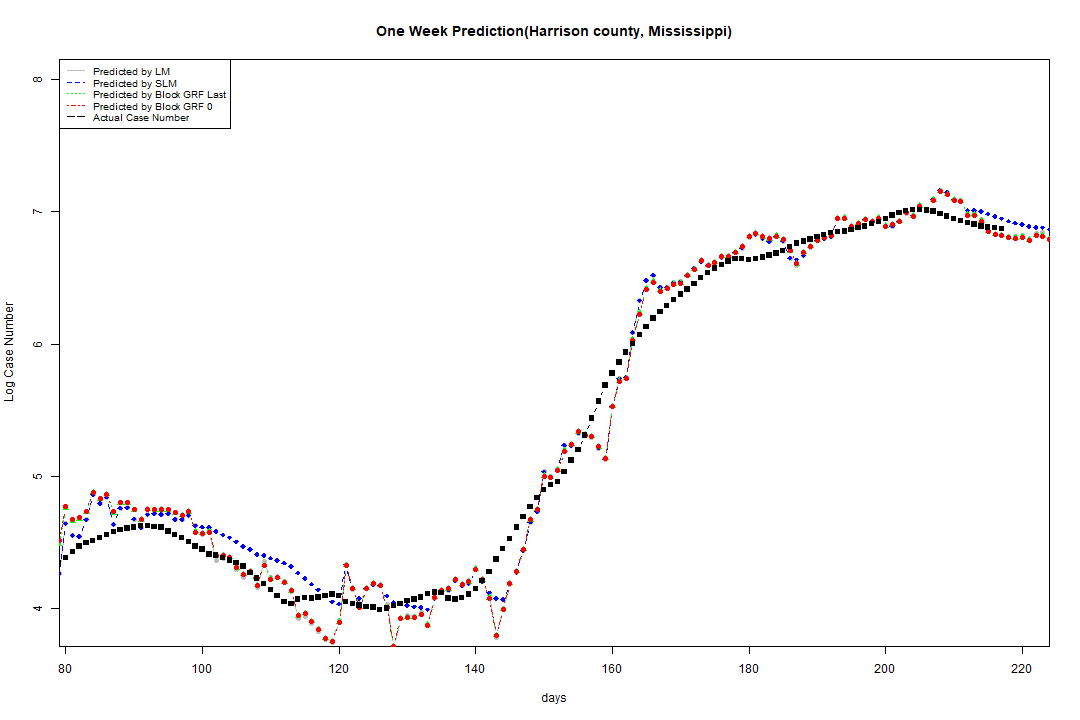 One Week Prediction(Harrison county, Mississippi)
Predicted by LM
Predicted by SLM
Predicted by Block GRF Last
Predicted by Block GRF 0
Actual Case Number
8
7
6
5
4
Log Case Number
80 100 120 140 160 180 200 220
days